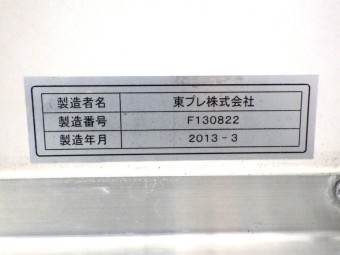 製造者名 東プレ株式会社
製造番号 F130822
製造年月 2013-3